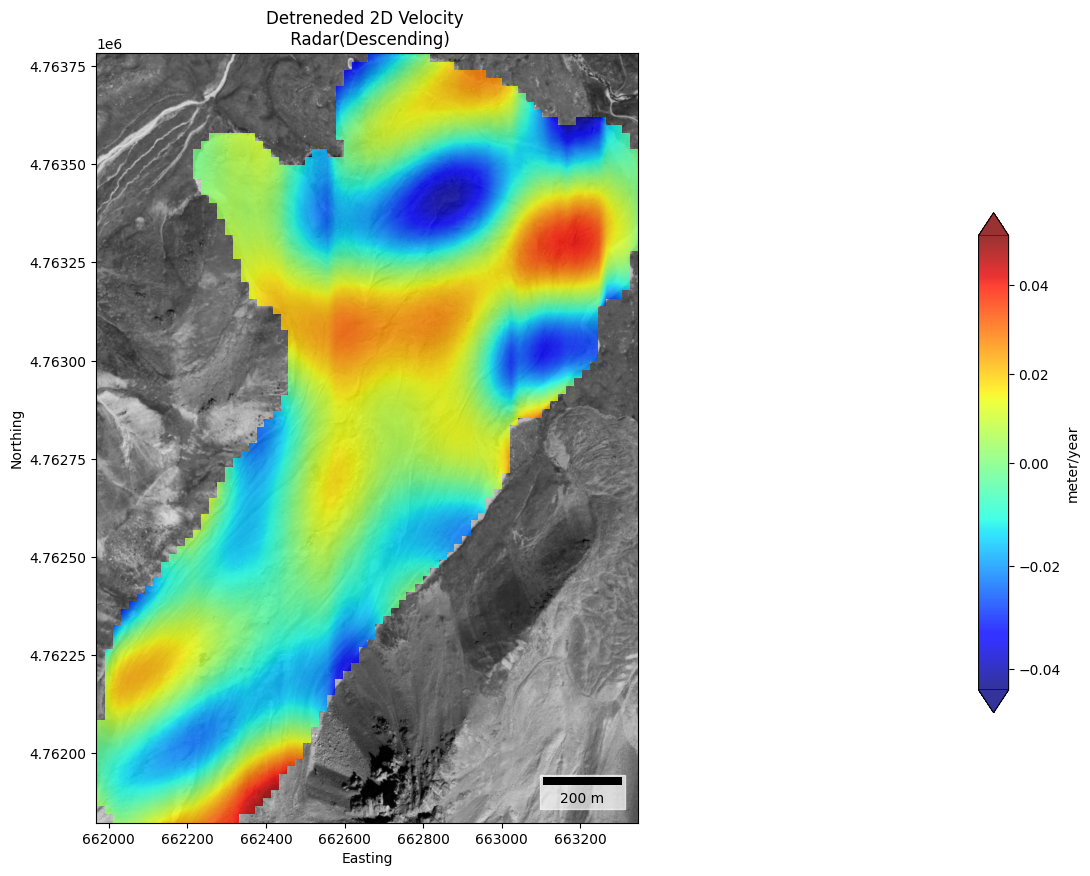 Detreneded 2D Velocity
Radar(Descending)
1e6
4.76375
4.76350
4.76325
4.76300
4.76275
4.76250
4.76225
4.76200
Northing
662000 662200 662400 662600 662800 663000 663200
Easting
200 m
0.04
0.02
0.00
−0.02
−0.04
meter/year